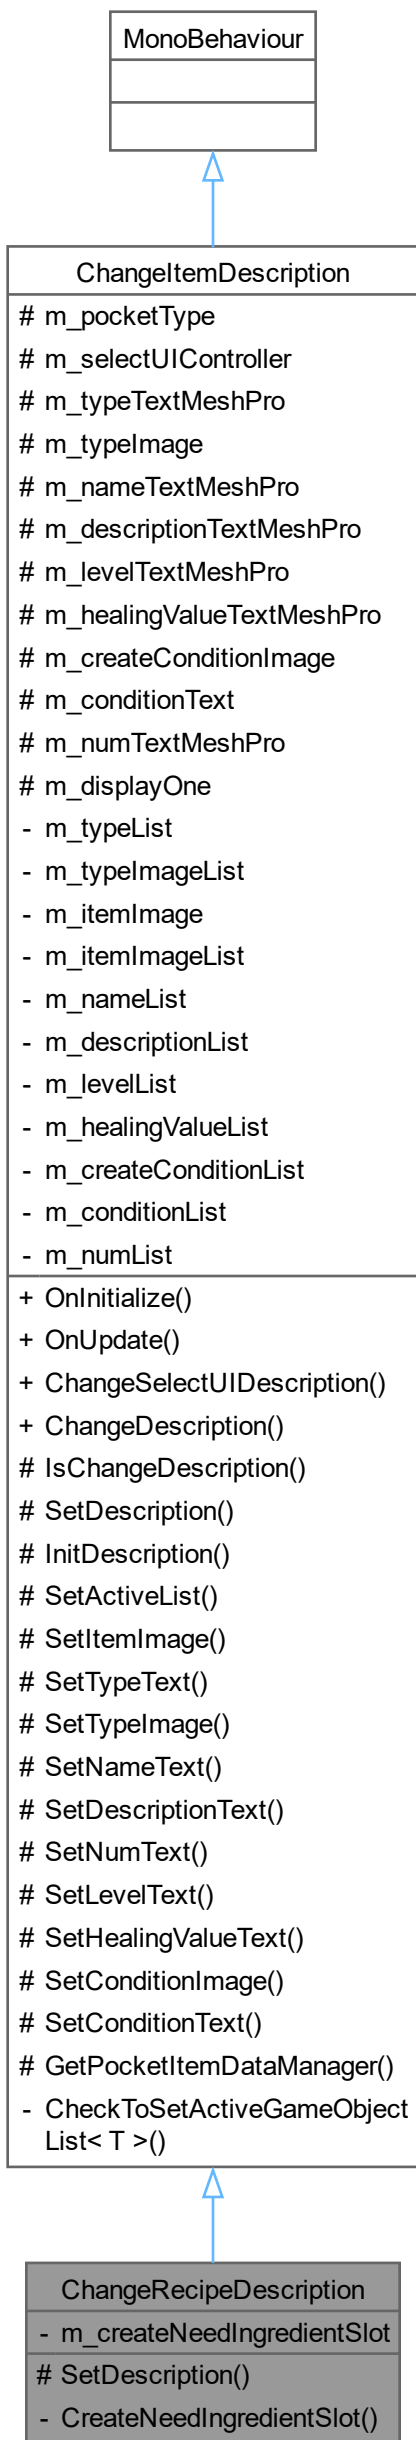 MonoBehaviour
ChangeItemDescription
# m_pocketType
# m_selectUIController
# m_typeTextMeshPro
# m_typeImage
# m_nameTextMeshPro
# m_descriptionTextMeshPro
# m_levelTextMeshPro
# m_healingValueTextMeshPro
# m_createConditionImage
# m_conditionText
# m_numTextMeshPro
# m_displayOne
- m_typeList
- m_typeImageList
- m_itemImage
- m_itemImageList
- m_nameList
- m_descriptionList
- m_levelList
- m_healingValueList
- m_createConditionList
- m_conditionList
- m_numList
+ OnInitialize()
+ OnUpdate()
+ ChangeSelectUIDescription()
+ ChangeDescription()
# IsChangeDescription()
# SetDescription()
# InitDescription()
# SetActiveList()
# SetItemImage()
# SetTypeText()
# SetTypeImage()
# SetNameText()
# SetDescriptionText()
# SetNumText()
# SetLevelText()
# SetHealingValueText()
# SetConditionImage()
# SetConditionText()
# GetPocketItemDataManager()
- CheckToSetActiveGameObject
List< T >()
ChangeRecipeDescription
- m_createNeedIngredientSlot
# SetDescription()
- CreateNeedIngredientSlot()